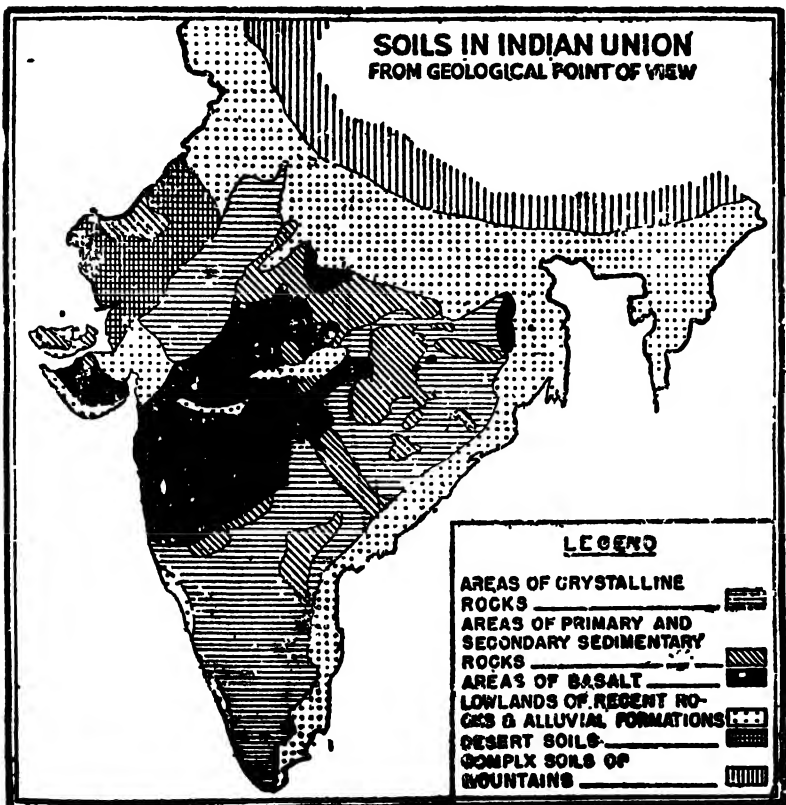 SOILS IN INDIAN UNION
FROM GEOLOGICAL POINT OF VIEW
LEGEND
AREAS OF CRYSTALLINE
ROCKS
AREAS OF PRIMARY AND
SECONDARY SEDIMENTARY
ROCKS
AREAS OF BASALT
LOWLANDS OF RECENT RO-
CKS & ALLUVIAL FORMATIONS
DESERT SOILS
COMPLX SOILS OF
MOUNTAINS